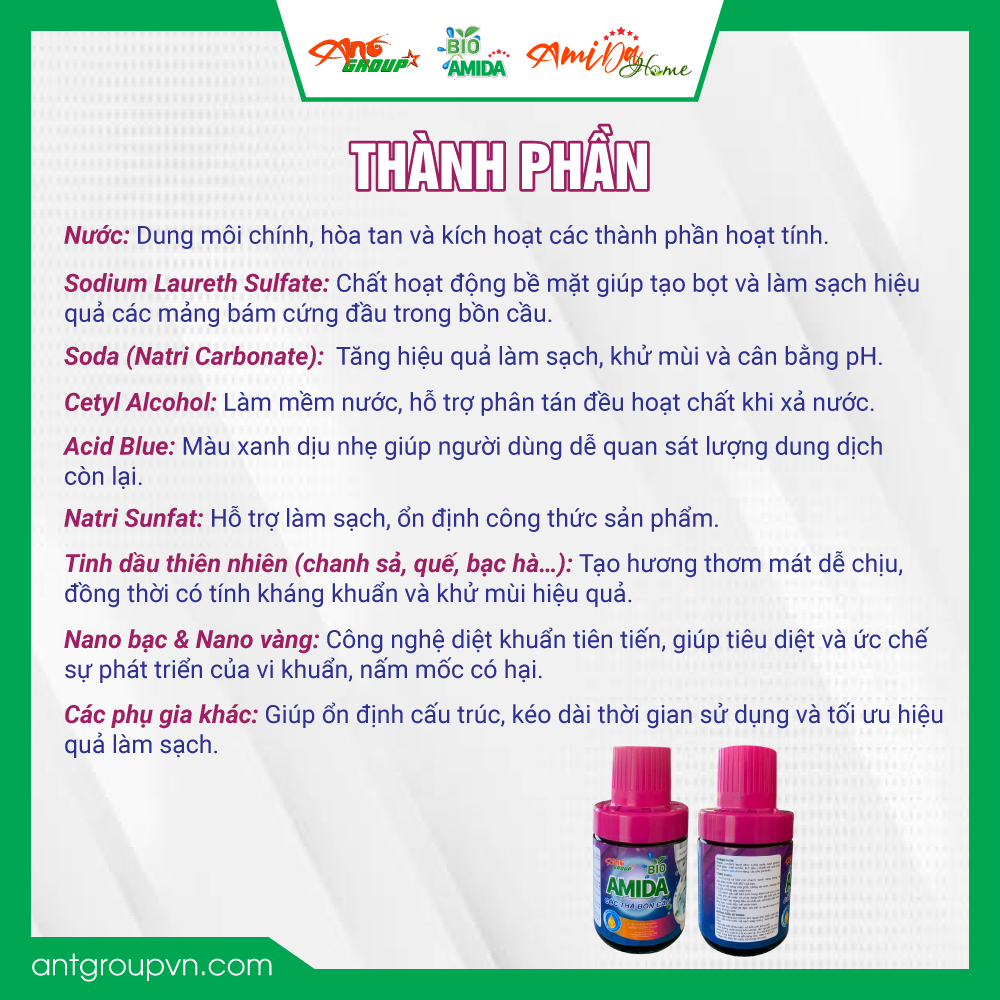 Ant GROUP
BIO AMIDA
AmiDa Home
THÀNH PHẦN
Nước: Dung môi chính, hòa tan và kích hoạt các thành phần hoạt tính.
Sodium Laureth Sulfate: Chất hoạt động bề mặt giúp tạo bọt và làm sạch hiệu
quả các mảng bám cứng đầu trong bồn cầu.
Soda (Natri Carbonate): Tăng hiệu quả làm sạch, khử mùi và cân bằng pH.
Cetyl Alcohol: Làm mềm nước, hỗ trợ phân tán đều hoạt chất khi xả nước.
Acid Blue: Màu xanh dịu nhẹ giúp người dùng dễ quan sát lượng dung dịch
còn lại.
Natri Sunfat: Hỗ trợ làm sạch, ổn định công thức sản phẩm.
Tinh dầu thiên nhiên (chanh sả, quế, bạc hà...): Tạo hương thơm mát dễ chịu,
đồng thời có tính kháng khuẩn và khử mùi hiệu quả.
Nano bạc & Nano vàng: Công nghệ diệt khuẩn tiên tiến, giúp tiêu diệt và ức chế
sự phát triển của vi khuẩn, nấm mốc có hại.
Các phụ gia khác: Giúp ổn định cấu trúc, kéo dài thời gian sử dụng và tối ưu hiệu
quả làm sạch.
Ant GROUP
BIO
AMIDA
CỐC THẢ BỒN CẦU
antgroupvn.com